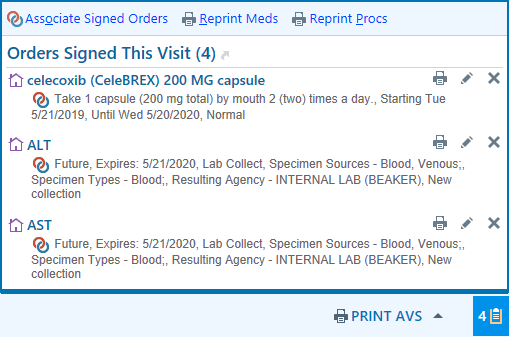 Associate Signed Orders Reprint Meds Reprint Procs
Orders Signed This Visit (4)
celecoxib (CeleBREX) 200 MG capsule
Take 1 capsule (200 mg total) by mouth 2 (two) times a day., Starting Tue
5/21/2019, Until Wed 5/20/2020, Normal
ALT
Future, Expires: 5/21/2020, Lab Collect, Specimen Sources - Blood, Venous;,
Specimen Types - Blood;, Resulting Agency - INTERNAL LAB (BEAKER), New
collection
AST
Future, Expires: 5/21/2020, Lab Collect, Specimen Sources - Blood, Venous;,
Specimen Types - Blood;, Resulting Agency - INTERNAL LAB (BEAKER), New
collection
PRINT AVS 4